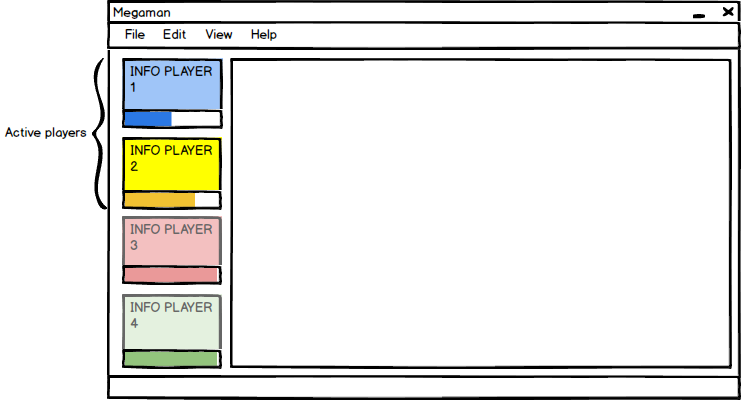 Megaman
File Edit View Help
Active players
INFO PLAYER
1
INFO PLAYER
2
INFO PLAYER
3
INFO PLAYER
4